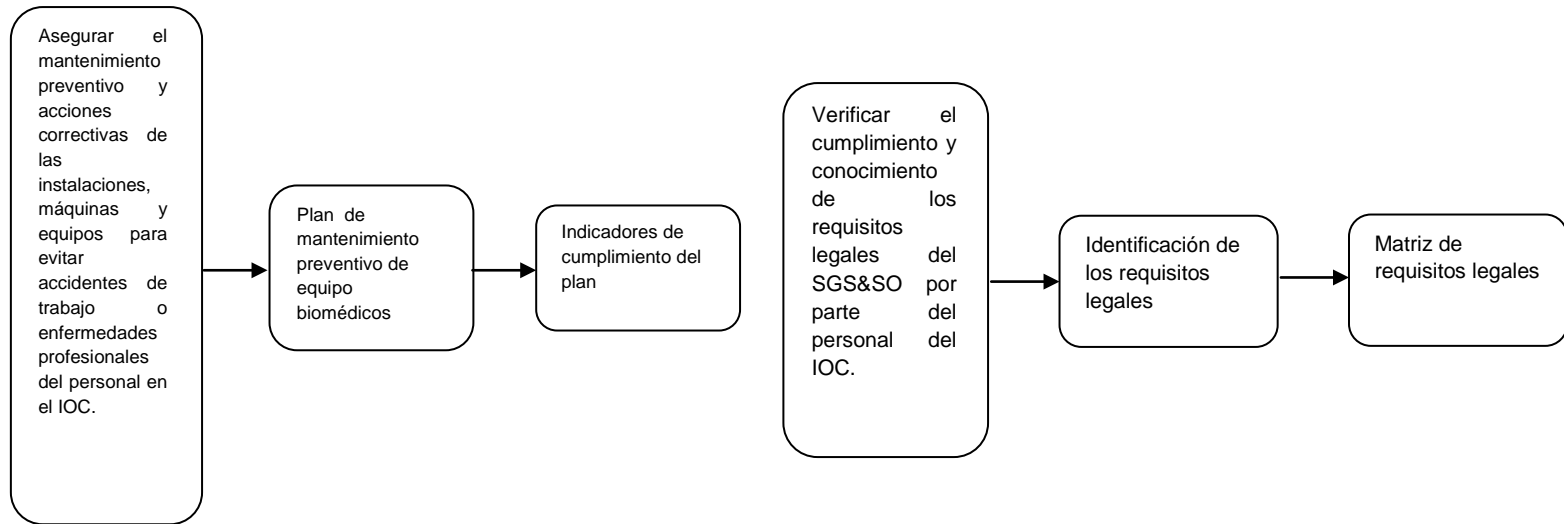 Asegurar el
mantenimiento
preventivo y
acciones
correctivas de
las
instalaciones,
máquinas y
equipos para
evitar
accidentes de
trabajo o
enfermedades
profesionales
del personal en
el IOC.
Plan de
mantenimiento
preventivo de
equipo
biomédicos
Indicadores de
cumplimiento del
plan
Verificar el
cumplimiento y
conocimiento
de los
requisitos
legales del
SGS&SO por
parte del
personal del
IOC.
Identificación de
los requisitos
legales
Matriz de
requisitos legales